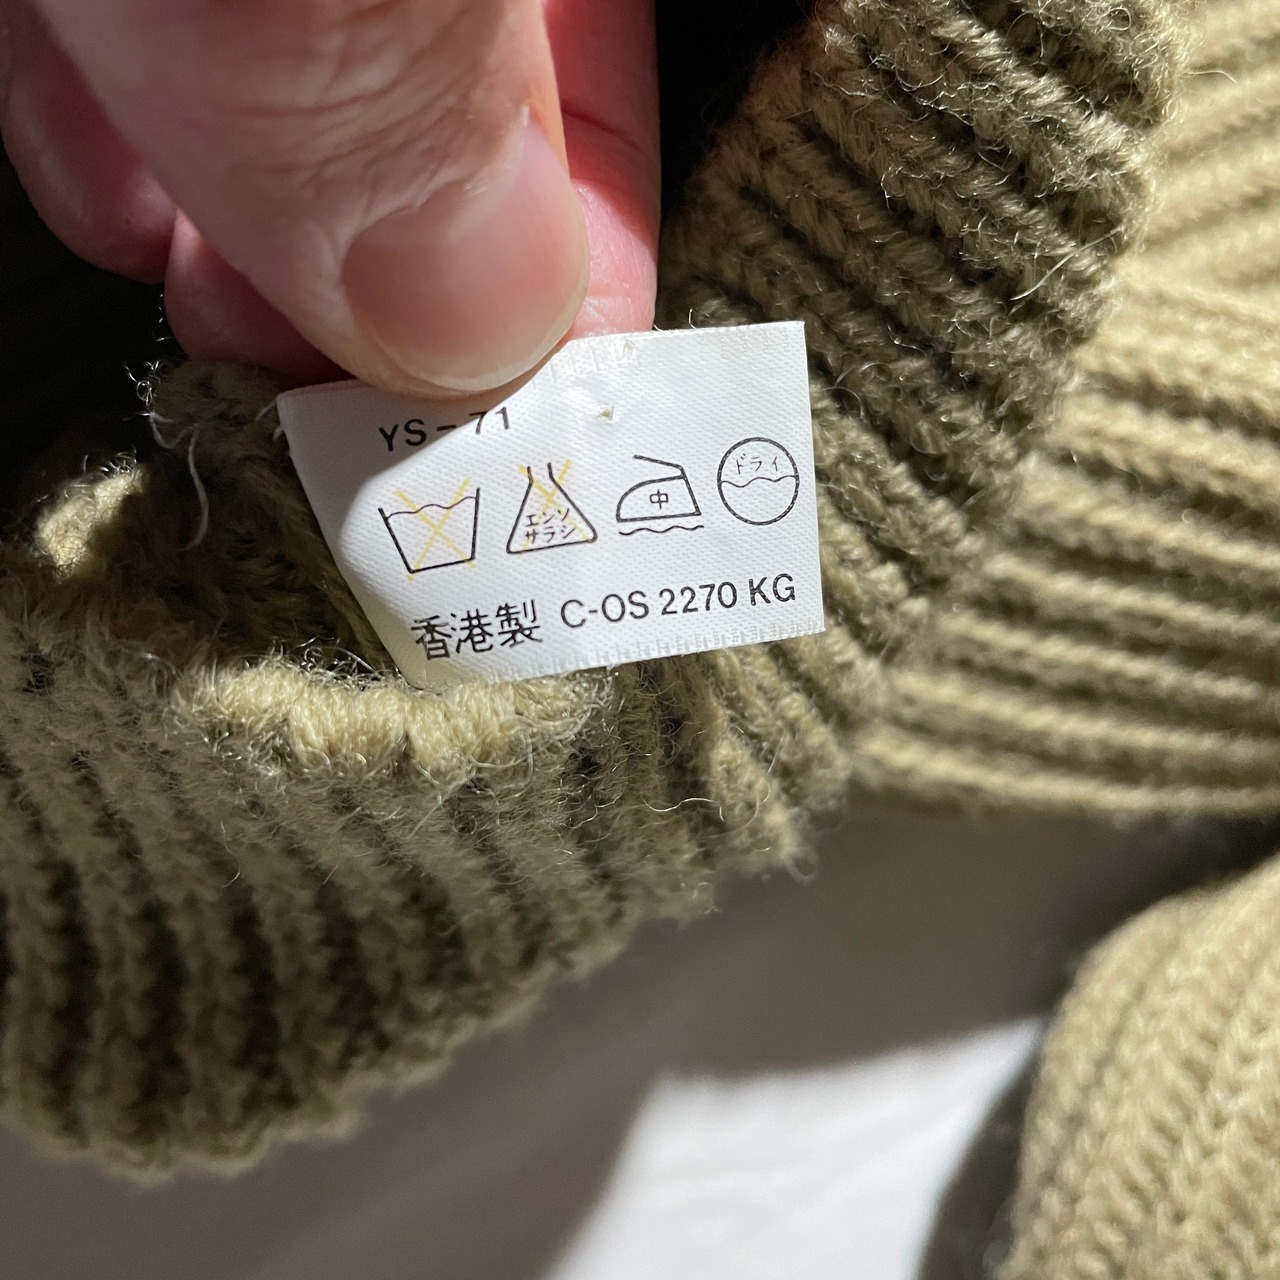 YS-71
エンソ
サラシ
中
ドライ
香港製 C-OS 2270 KG